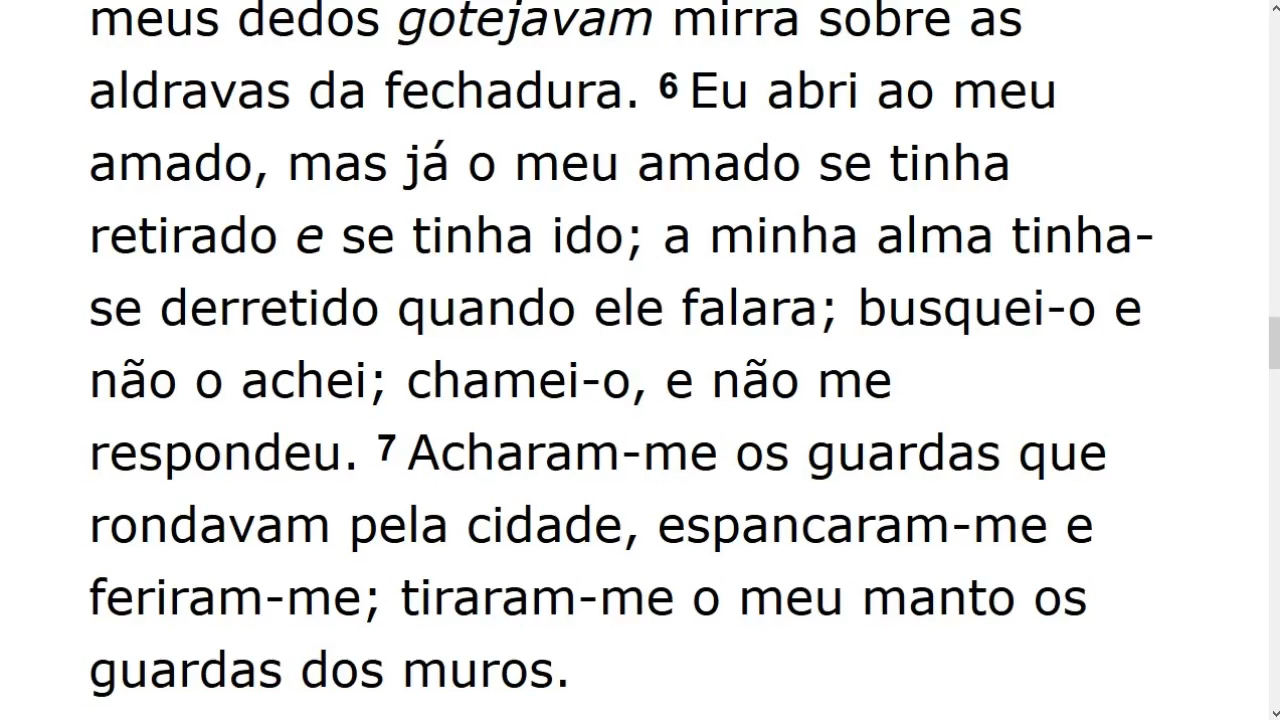 meus dedos gotejavam mirra sobre as
aldravas da fechadura. 6 Eu abri ao meu
amado, mas já o meu amado se tinha
retirado e se tinha ido; a minha alma tinha-
se derretido quando ele falara; busquei-o e
não o achei; chamei-o, e não me
respondeu. 7 Acharam-me os guardas que
rondavam pela cidade, espancaram-me e
feriram-me; tiraram-me o meu manto os
guardas dos muros.